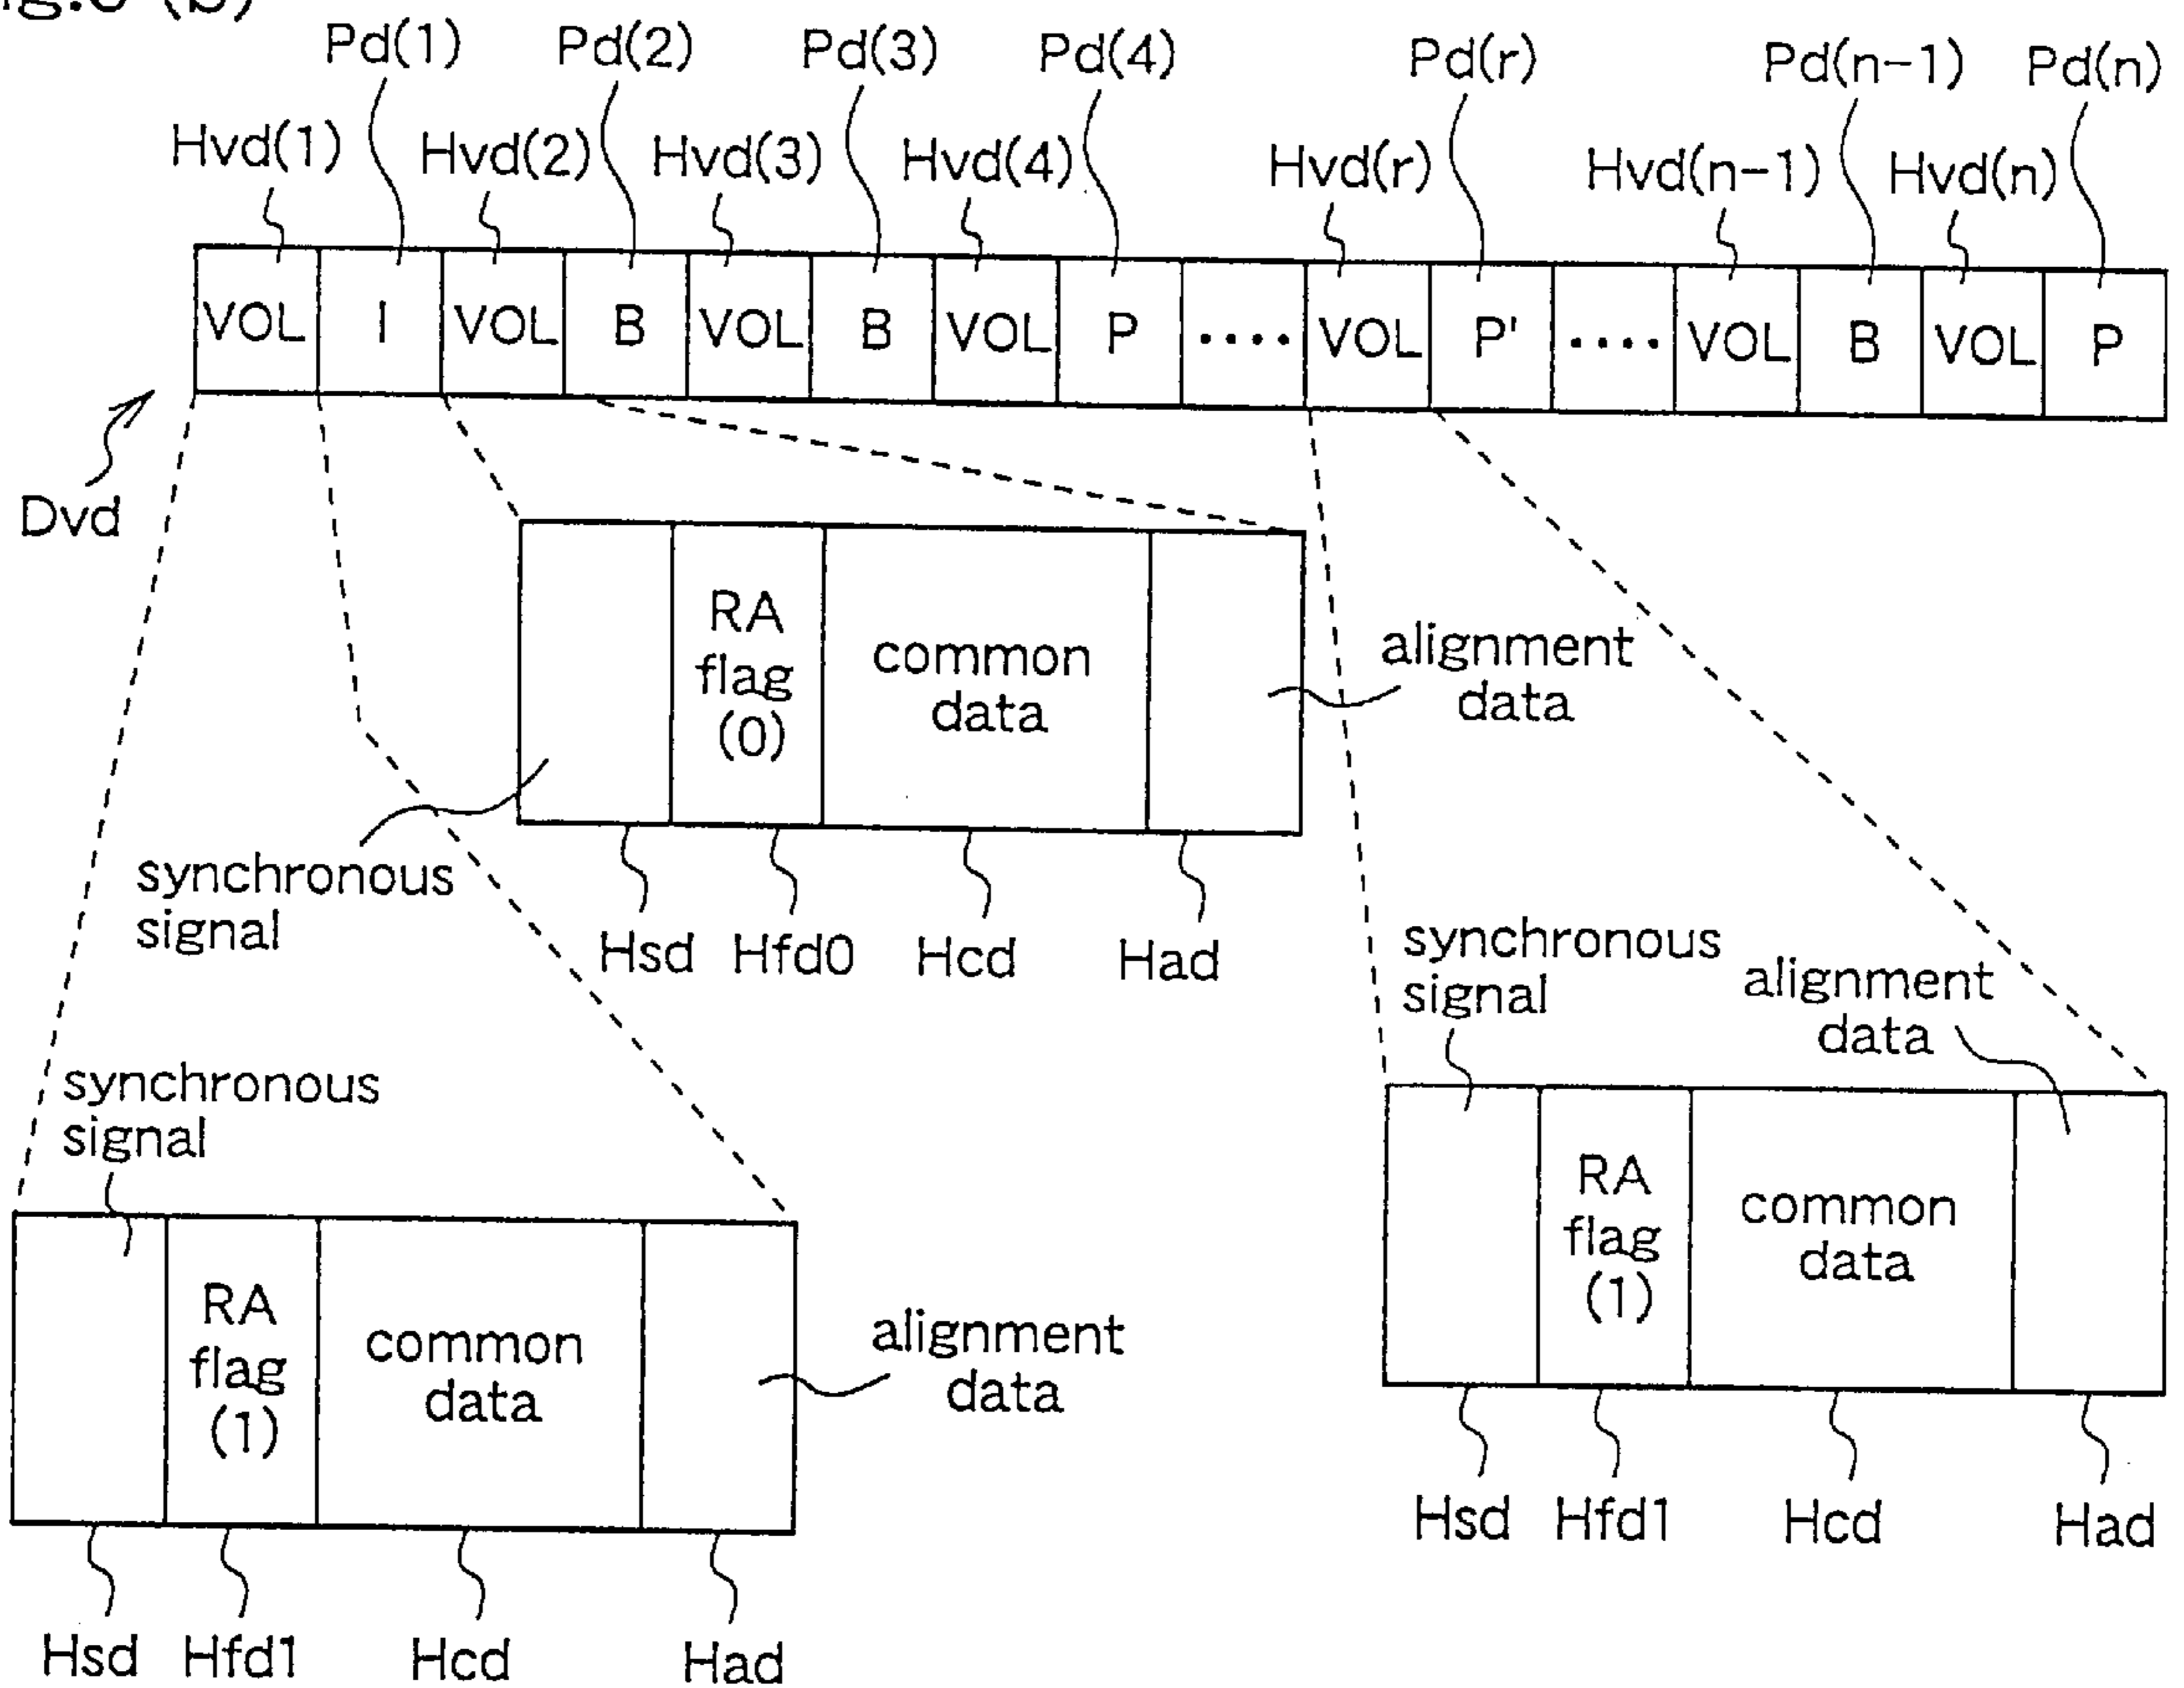 (b)
Pd(1) Pd(2) Pd(3) Pd(4) Pd(r) Pd(n-1) Pd(n)
Hvd(1) Hvd(2) Hvd(3) Hvd(4) Hvd(r) Hvd(n-1) Hvd(n)
VOL I VOL B VOL B VOL P .... VOL P' .... VOL B VOL P
Dvd
RA
flag
(0)
common
data
alignment
data
synchronous
signal
Hsd Hfd0 Hcd Had
synchronous
signal
alignment
data
RA
flag
(1)
common
data
Hsd Hfd1 Hcd Had
synchronous
signal
RA
flag
(1)
common
data
alignment
data
Hsd Hfd1 Hcd Had